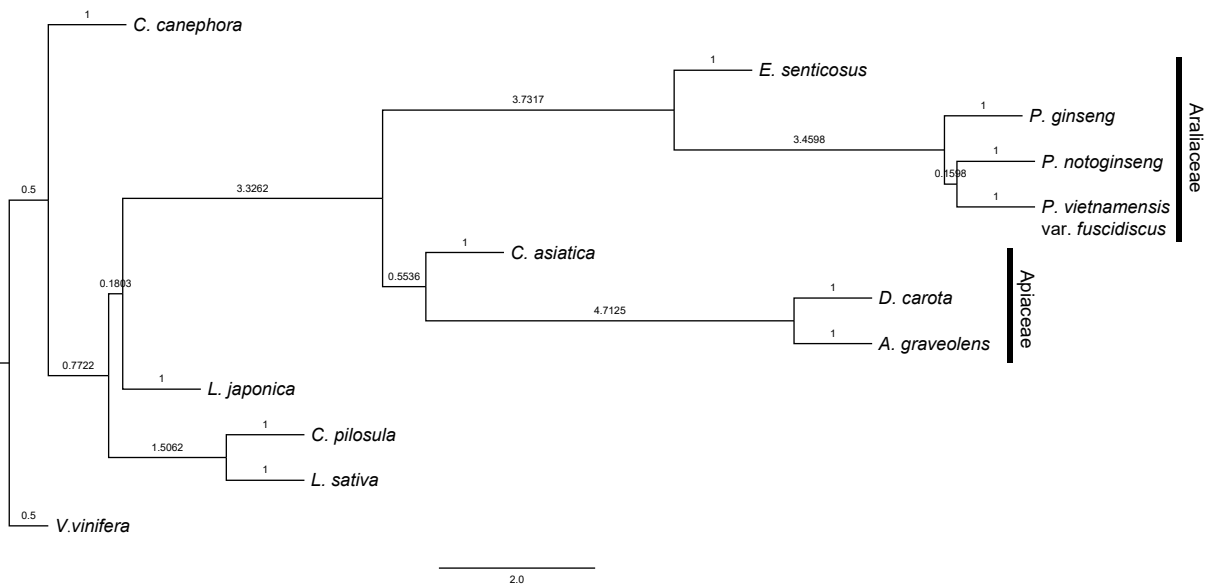 1
C. canephora
1
E. senticosus
3.7317
1
P. ginseng
3.4598
1
P. notoginseng
0.1598
0.5
3.3262
1
P. vietnamensis
var. fuscidiscus
Araliaceae
1
C. asiatica
0.5536
0.1803
1
D. carota
4.7125
1
A. graveolens
Apiaceae
0.7722
1
L. japonica
1
C. pilosula
1.5062
1
L. sativa
0.5
V.vinifera
2.0